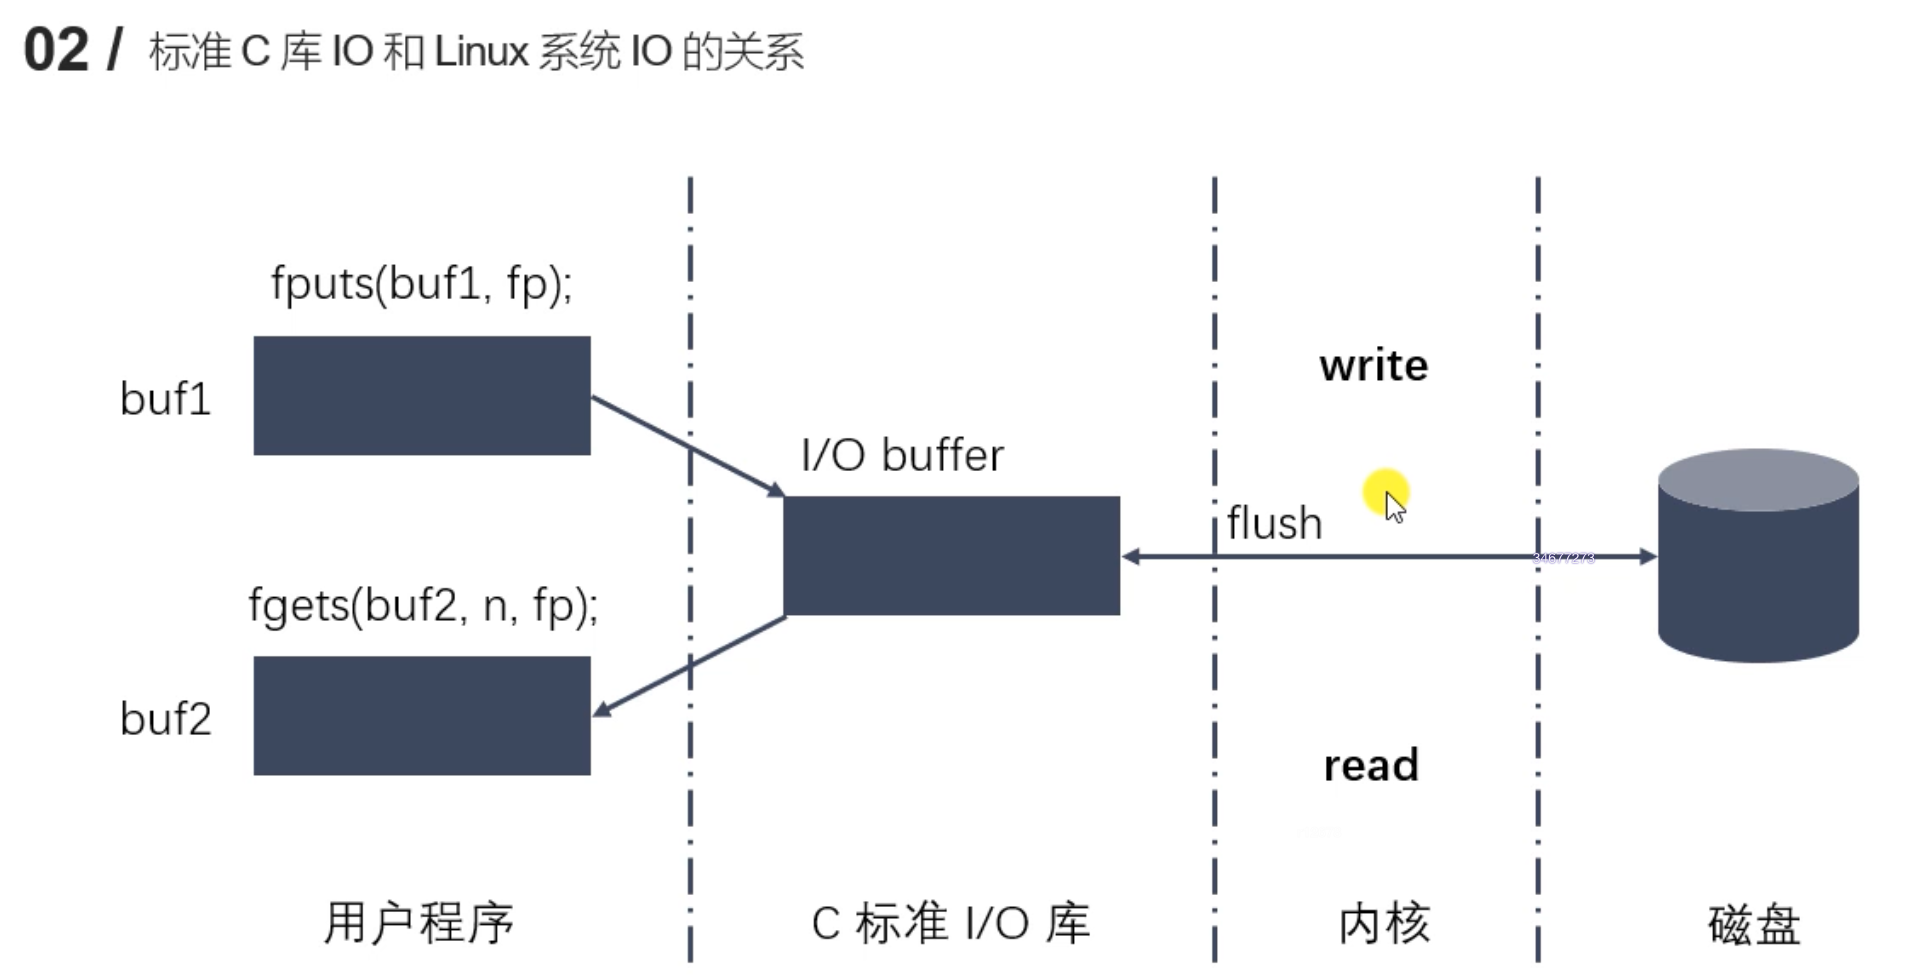 02 / 标准 C 库 IO 和 Linux 系统 IO 的关系
fputs(buf1, fp);
buf1
write
I/O buffer
flush
34677273
fgets(buf2, n, fp);
buf2
read
用户程序
C 标准 I/O 库
内核
磁盘